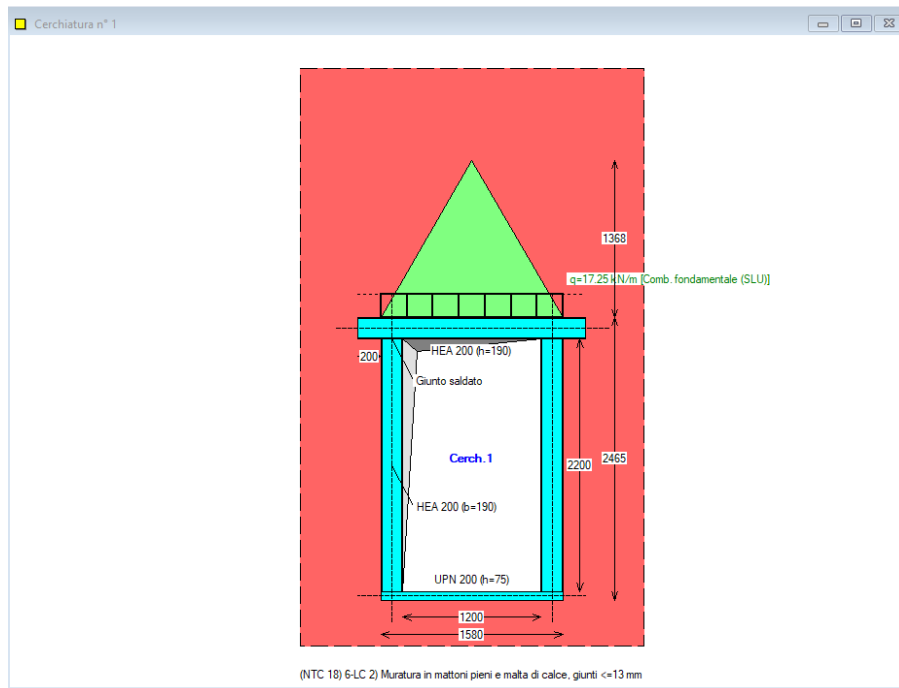 Cerchiatura n° 1
1368
q=17.25 kN/m [Comb. fondamentale (SLU)]
200
HEA 200 (h=190)
Giunto saldato
Cerch.1
2200
2465
HEA 200 (b=190)
UPN 200 (h=75)
1200
1580
(NTC 18) 6-LC 2) Muratura in mattoni pieni e malta di calce, giunti <=13 mm